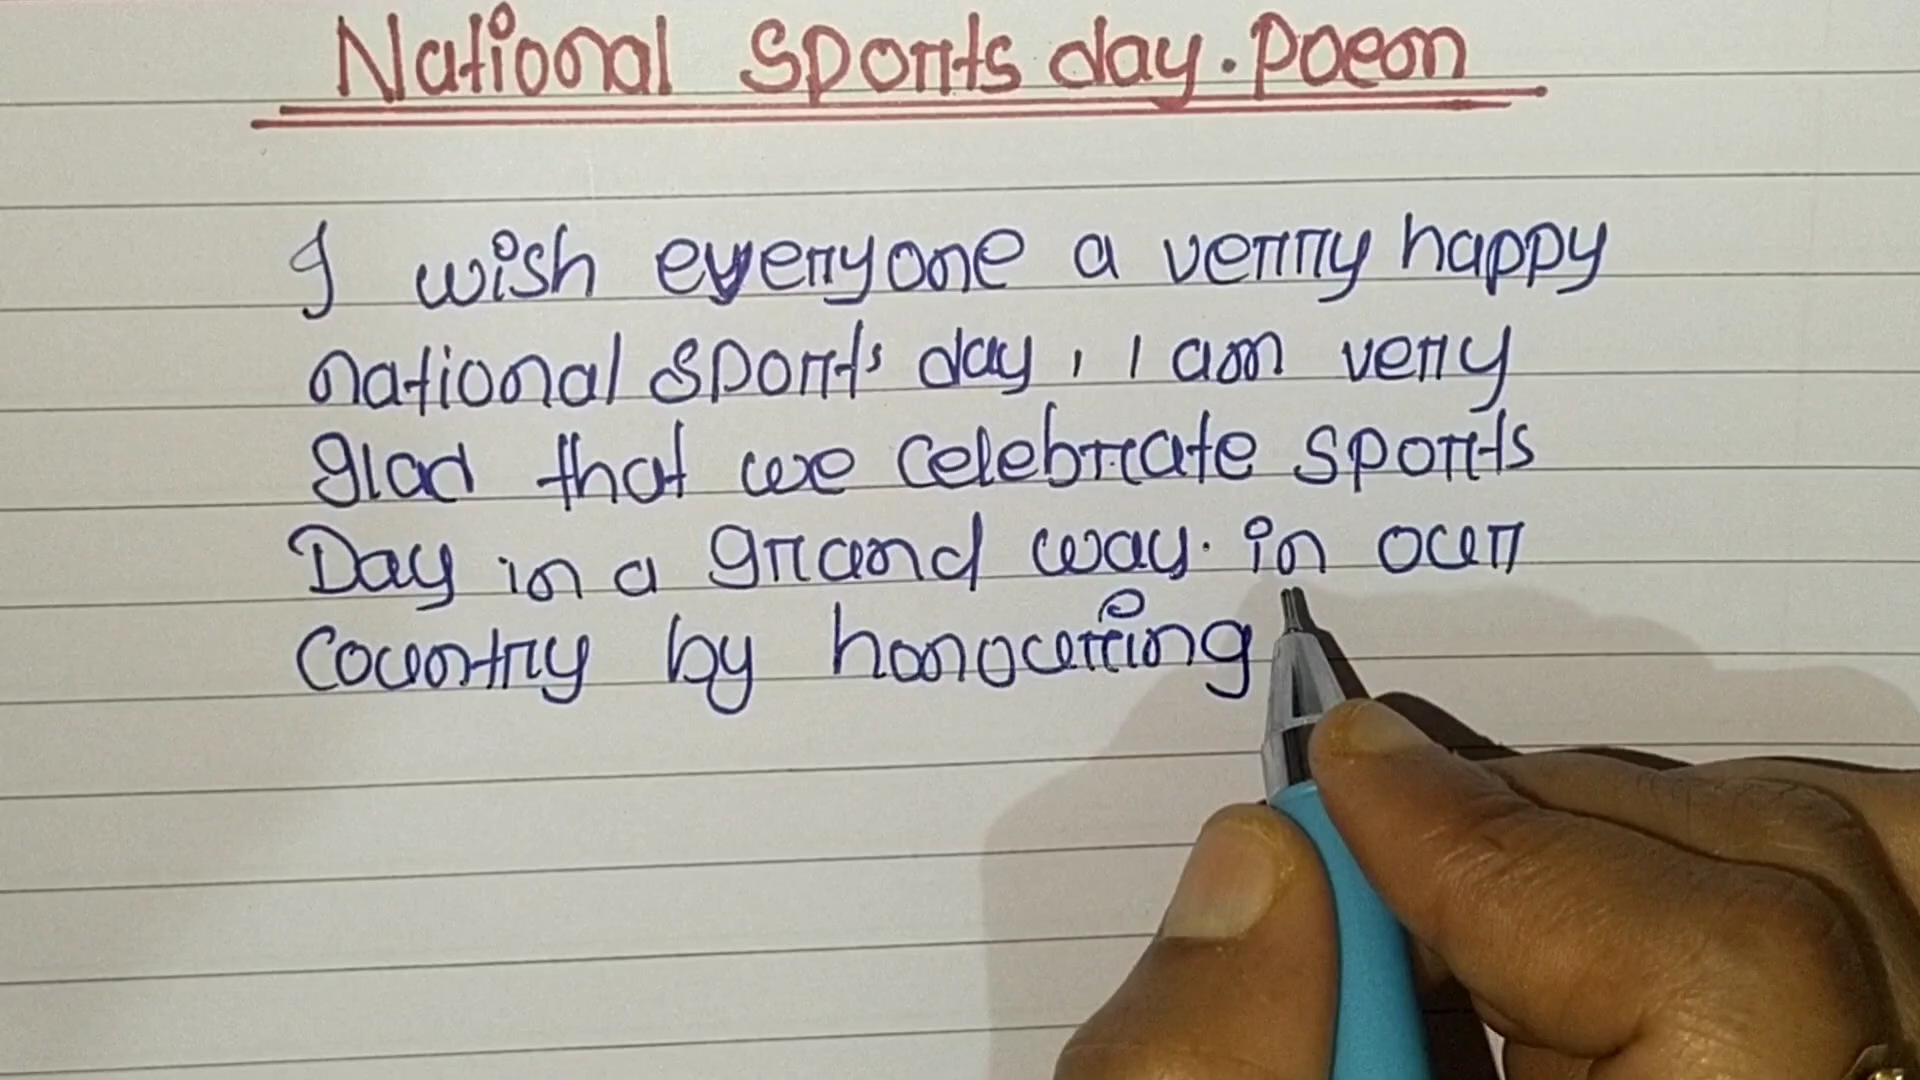 National Sports day. Poem
I wish everyone a verry happy
national sports day, I am very
glad that we celebrate sports
Day in a grand way. in our
Country by honouring